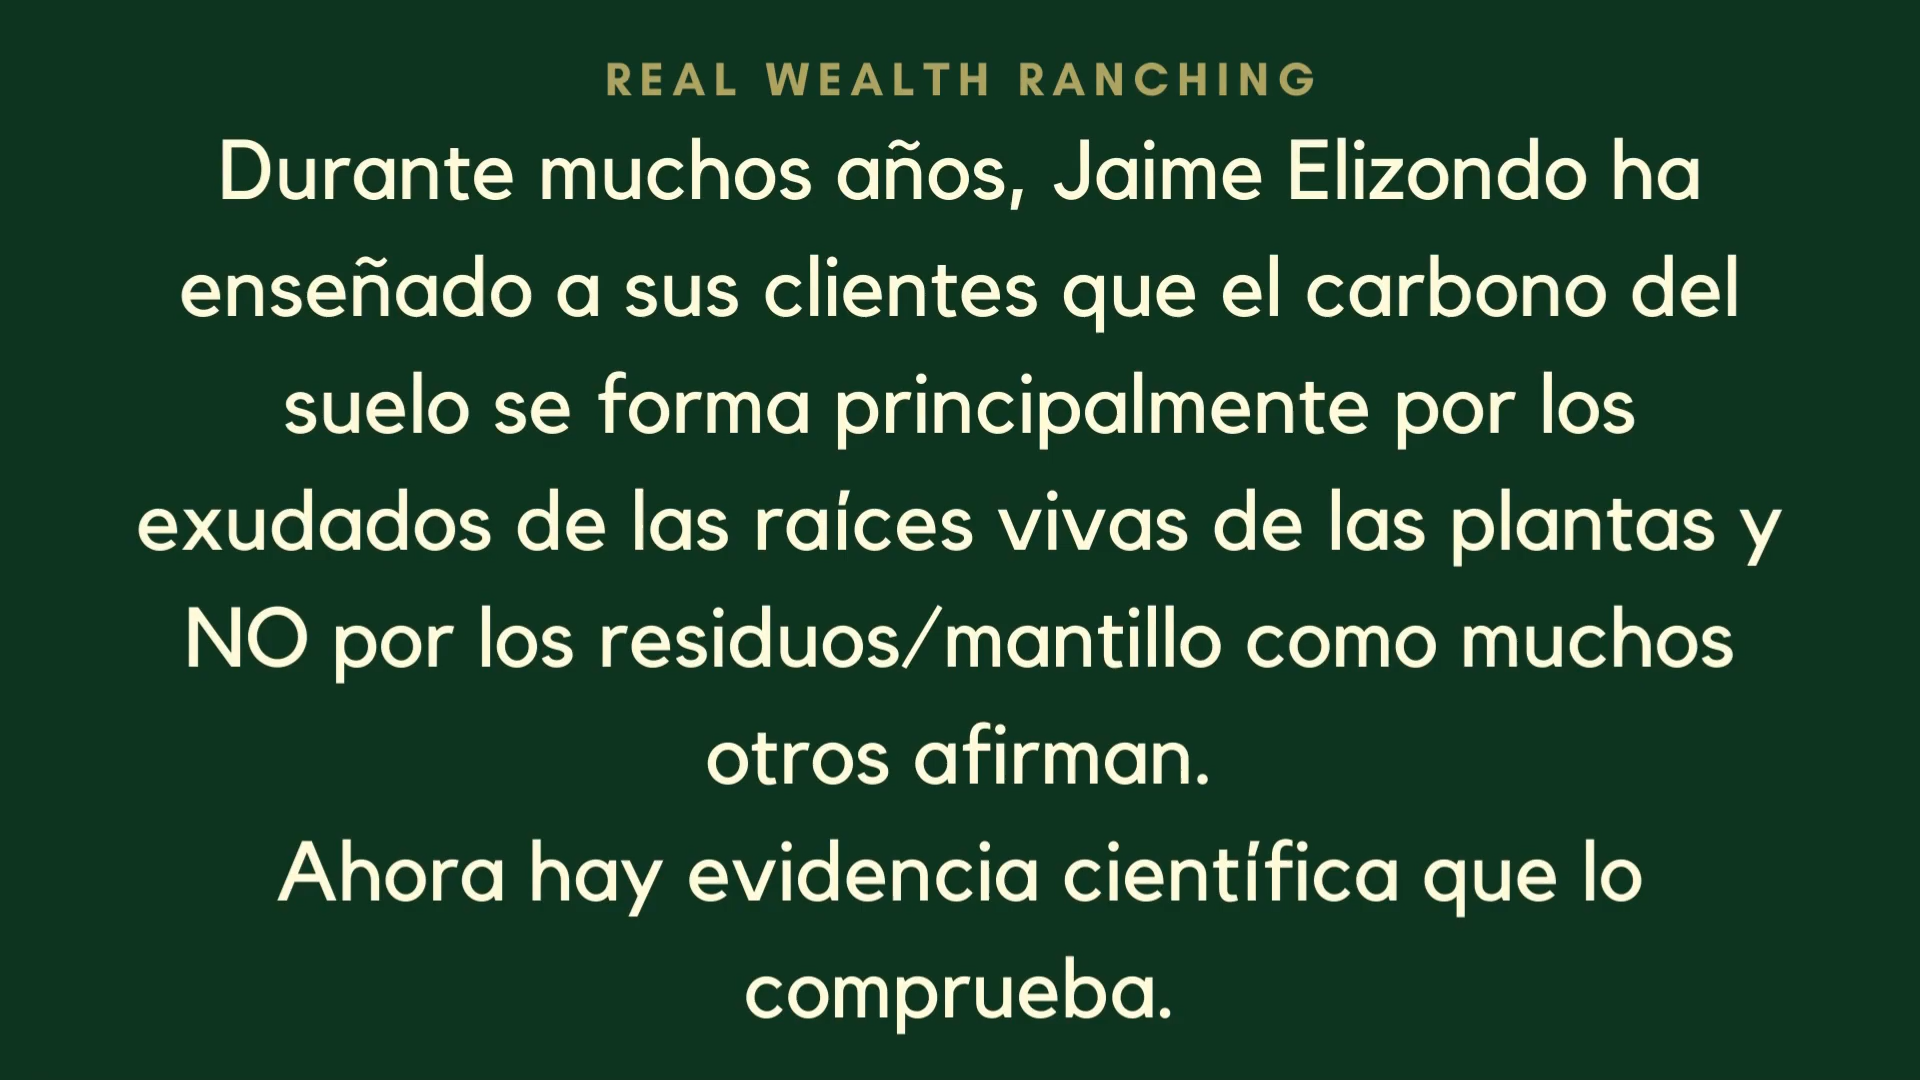 REAL WEALTH RANCHING
Durante muchos años, Jaime Elizondo ha
enseñado a sus clientes que el carbono del
suelo se forma principalmente por los
exudados de las raíces vivas de las plantas y
NO por los residuos/mantillo como muchos
otros afirman.
Ahora hay evidencia científica que lo
comprueba.